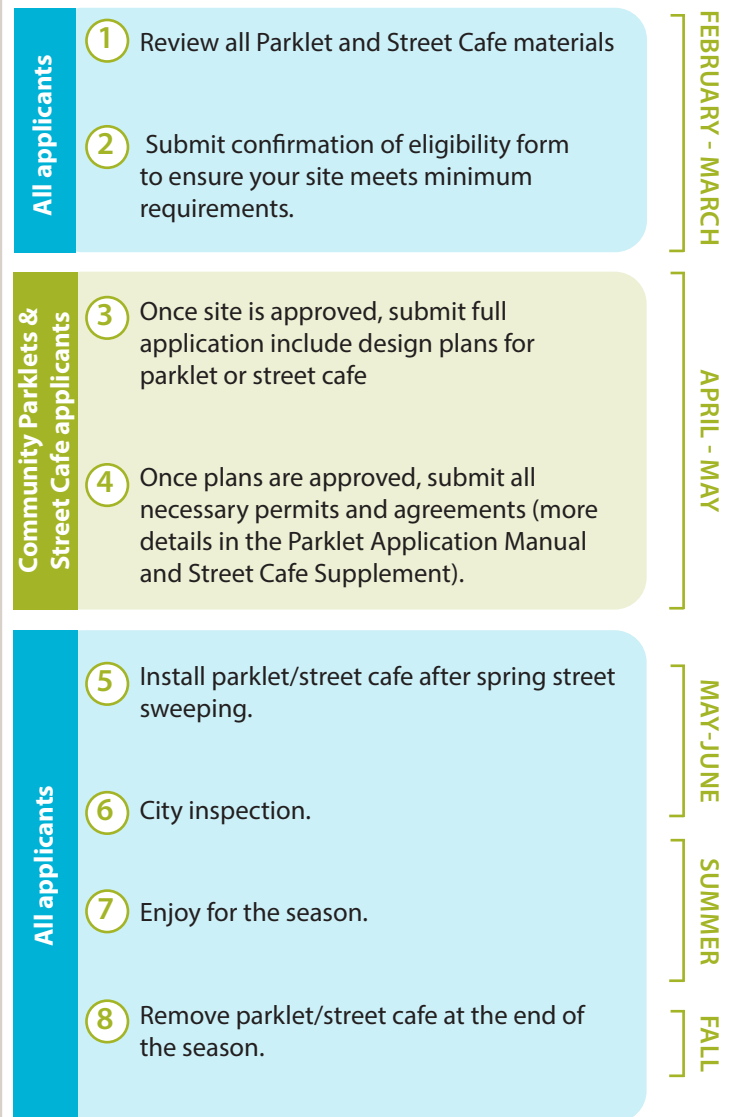 All applicants
1 Review all Parklet and Street Cafe materials
2 Submit confirmation of eligibility form
to ensure your site meets minimum
requirements.
FEBRUARY - MARCH
Community Parklets &
Street Cafe applicants
3 Once site is approved, submit full
application include design plans for
parklet or street cafe
4 Once plans are approved, submit all
necessary permits and agreements (more
details in the Parklet Application Manual
and Street Cafe Supplement).
APRIL - MAY
All applicants
5 Install parklet/street cafe after spring street
sweeping.
6 City inspection.
MAY-JUNE
7 Enjoy for the season.
SUMMER
8 Remove parklet/street cafe at the end of
the season.
FALL